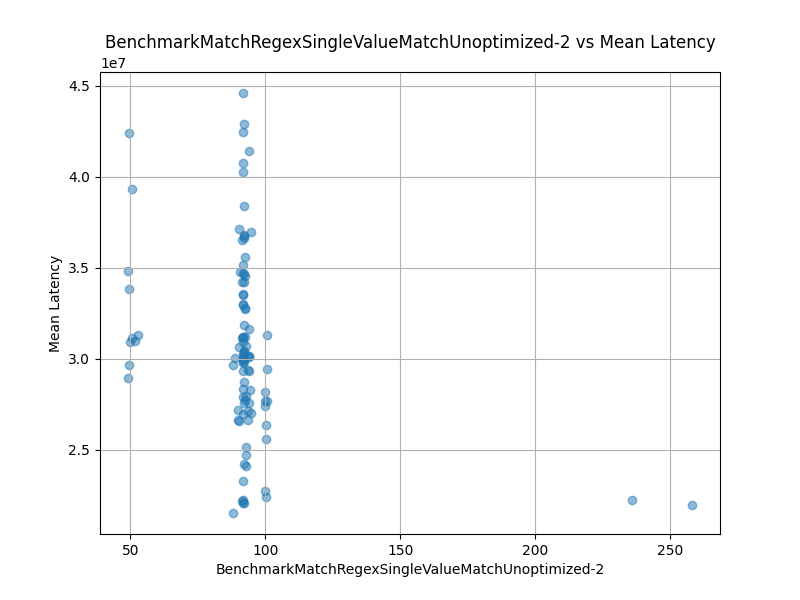 BenchmarkMatchRegexSingleValueMatchUnoptimized-2 vs Mean Latency
1e7
4.5
4.0
3.5
3.0
2.5
Mean Latency
50 100 150 200 250
BenchmarkMatchRegexSingleValueMatchUnoptimized-2